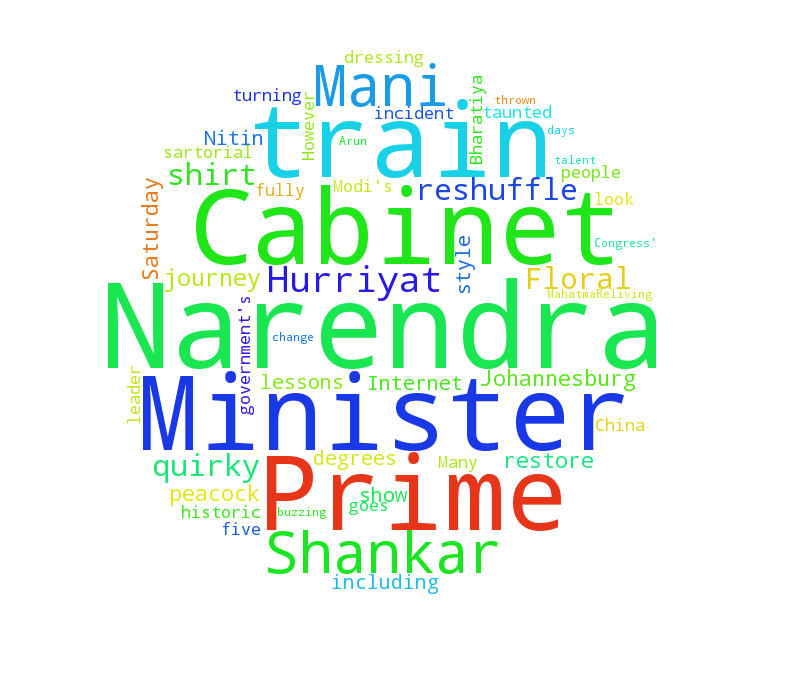 dressing
Mani
turning
thrown
incident
taunted
However
Bharatiya
train
Nitin
Arun
days
sartorial
talent
shirt
people
fully
Modi's
reshuffle
look
Saturday
Cabinet
Congress'
style
journey
Hurriyat
Floral
MahatmaReliving
government's
Narendra
change
leader
lessons
Internet
Johannesburg
Minister
China
quirky
degrees
Many
restore
peacock
Prime
show
historic
buzzing
goes
five
Shankar
including